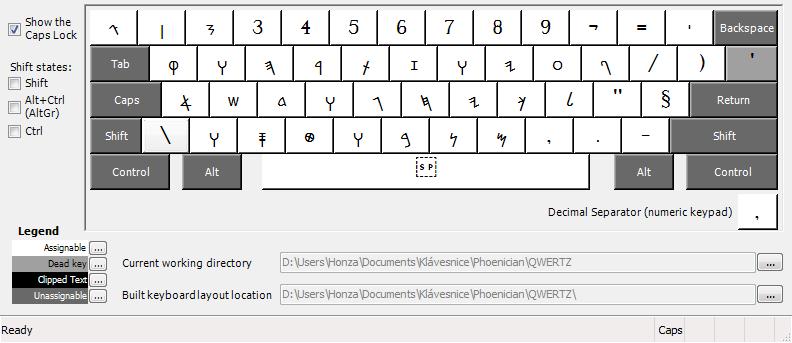 Show the
Caps Lock
3 4 5 6 7 8 9 ¬ = Backspace
Tab 𐤒 𐤅 𐤄 𐤓 𐤕 𐤆 𐤅 𐤉 𐤏 𐤐 / ) '
Shift states:
Shift
Caps 𐤀 𐤔 𐤃 𐤅 𐤂 𐤇 𐤉 𐤊 𐤋 " § Return
Alt+Ctrl
(AltGr)
Ctrl
Shift \ 𐤅 𐤎 𐤈 𐤅 𐤁 𐤍 𐤌 , . - Shift
Control Alt SP Alt Control
Decimal Separator (numeric keypad) ,
Legend
Assignable ...
Dead key ...
Clipped Text ...
Unassignable ...
Current working directory D:\Users\Honza\Documents\Klávesnice\Phoenician\QWERTZ ...
Built keyboard layout location D:\Users\Honza\Documents\Klávesnice\Phoenician\QWERTZ\ ...
Ready Caps